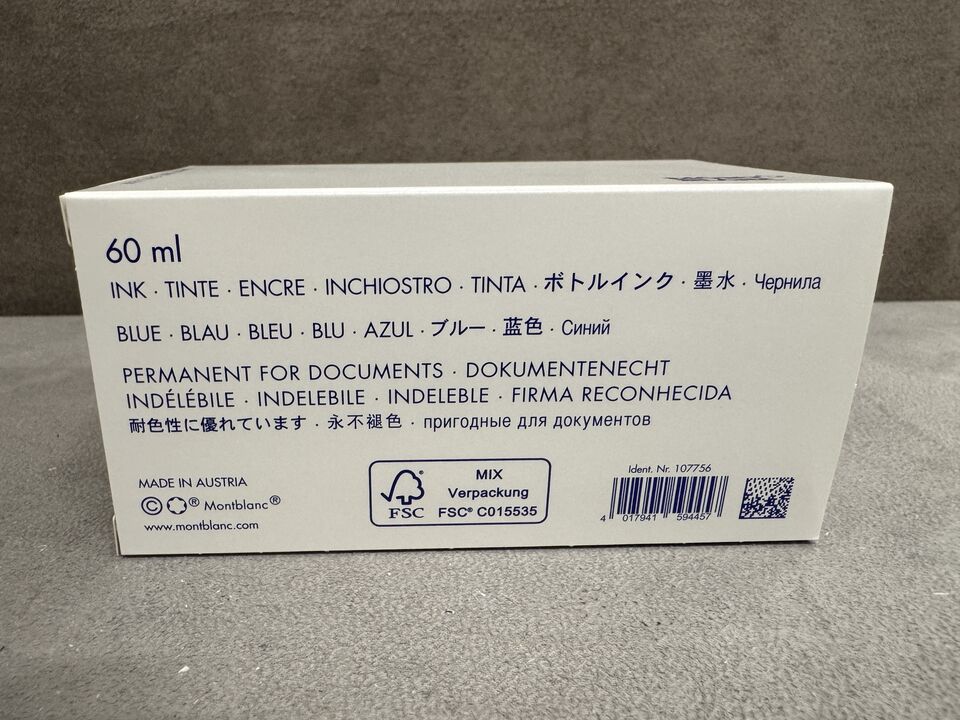 60 ml
INK · TINTE · ENCRE · INCHIOSTRO · TINTA · ボトルインク · 墨水 · Чернила
BLUE · BLAU · BLEU · BLU · AZUL · ブルー · 蓝色 · Синий
PERMANENT FOR DOCUMENTS · DOKUMENTENECHT
INDÉLÉBILE · INDELEBILE · INDELEBLE · FIRMA RECONHECIDA
耐色性に優れています · 永不褪色 · пригодные для документов
MADE IN AUSTRIA
© ® Montblanc®
www.montblanc.com
FSC
MIX
Verpackung
FSC® C015535
Ident. Nr. 107756
4 017941 594457